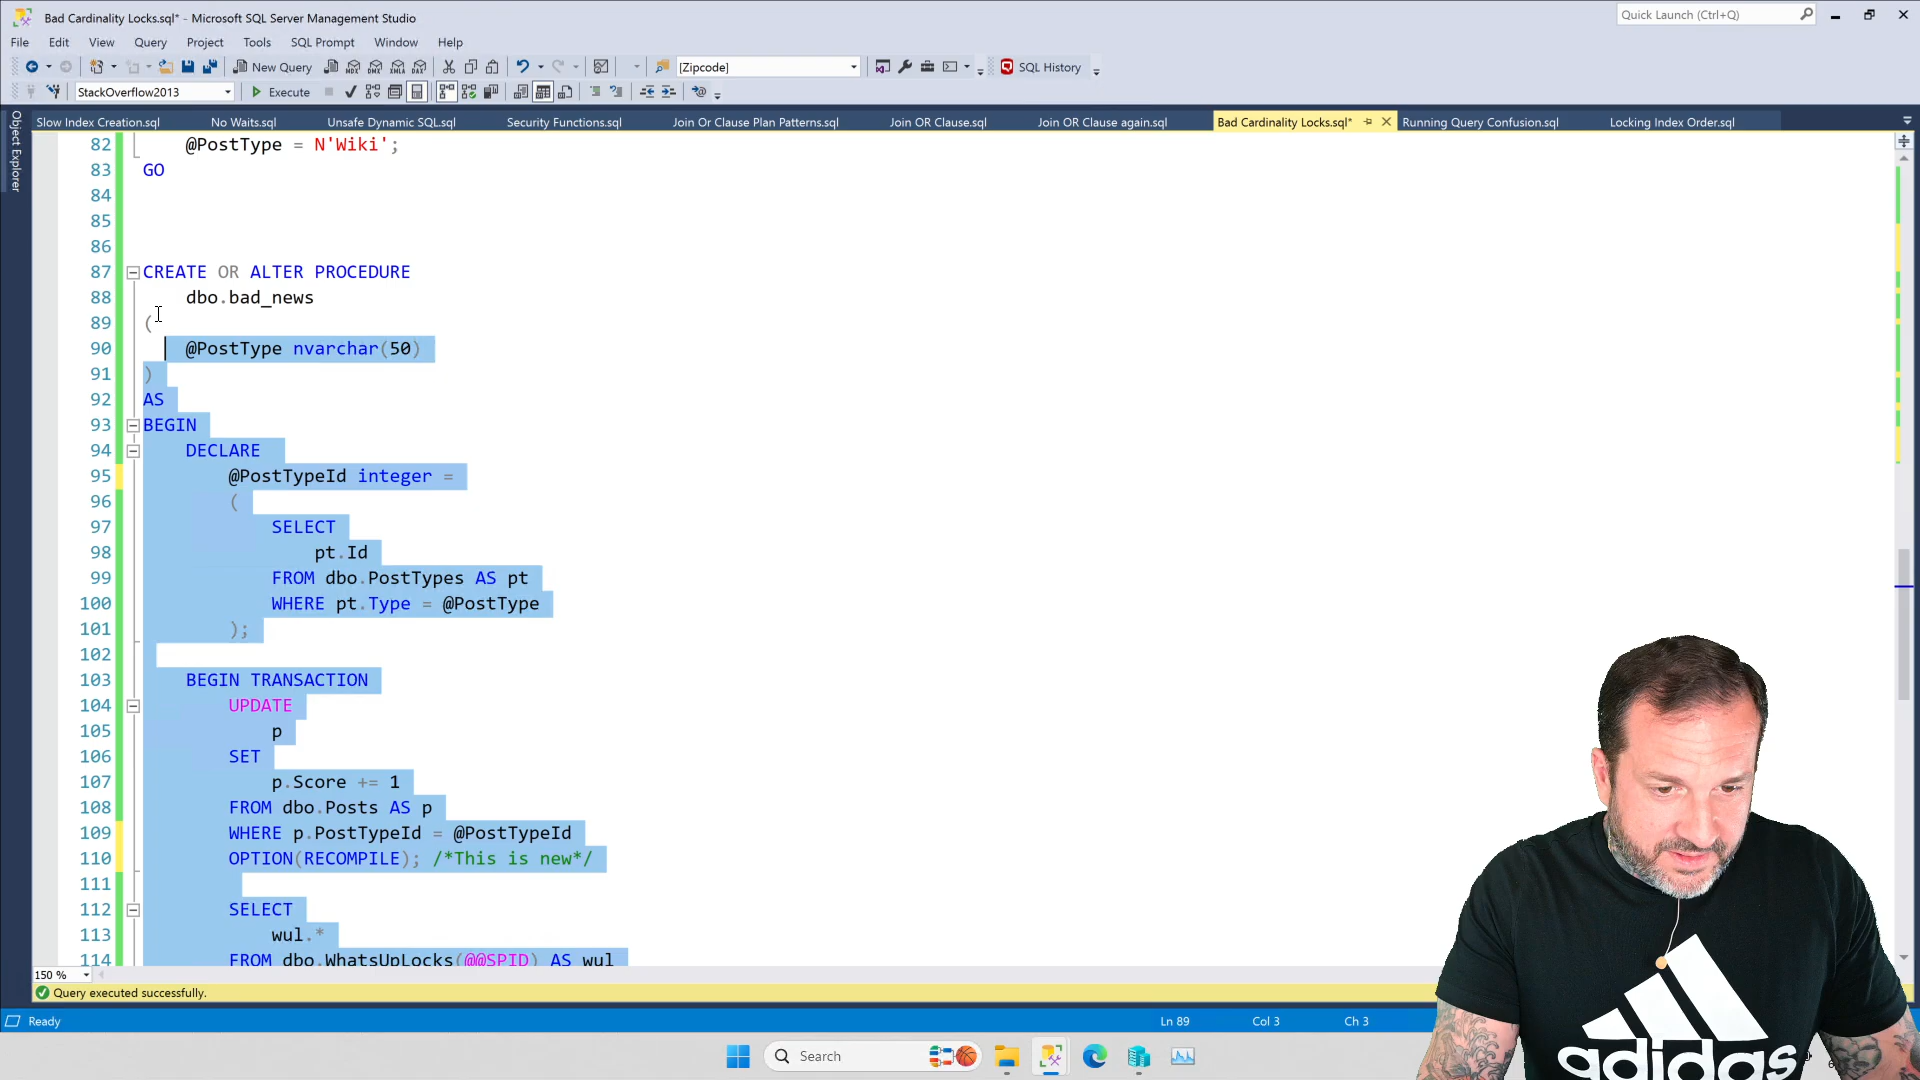 Bad Cardinality Locks.sql* - Microsoft SQL Server Management Studio
Quick Launch (Ctrl+Q)
File Edit View Query Project Tools SQL Prompt Window Help
New Query
[Zipcode]
SQL History
StackOverflow2013
Execute
Slow Index Creation.sql No Waits.sql Unsafe Dynamic SQL.sql Security Functions.sql Join Or Clause Plan Patterns.sql Join OR Clause.sql Join OR Clause again.sql Bad Cardinality Locks.sql* Running Query Confusion.sql Locking Index Order.sql
Object Explorer
82 @PostType = N'Wiki';
83 GO
84
85
86
87 CREATE OR ALTER PROCEDURE
88 dbo.bad_news
89 (
90 @PostType nvarchar(50)
91 )
92 AS
93 BEGIN
94 DECLARE
95 @PostTypeId integer =
96 (
97 SELECT
98 pt.Id
99 FROM dbo.PostTypes AS pt
100 WHERE pt.Type = @PostType
101 );
102
103 BEGIN TRANSACTION
104 UPDATE
105 p
106 SET
107 p.Score += 1
108 FROM dbo.Posts AS p
109 WHERE p.PostTypeId = @PostTypeId
110 OPTION(RECOMPILE); /*This is new*/
111
112 SELECT
113 wul.*
114 FROM dbo.WhatsUpLocks(@@SPID) AS wul
150 %
Query executed successfully.
Ready
Ln 89 Col 3 Ch 3
Search
adidas